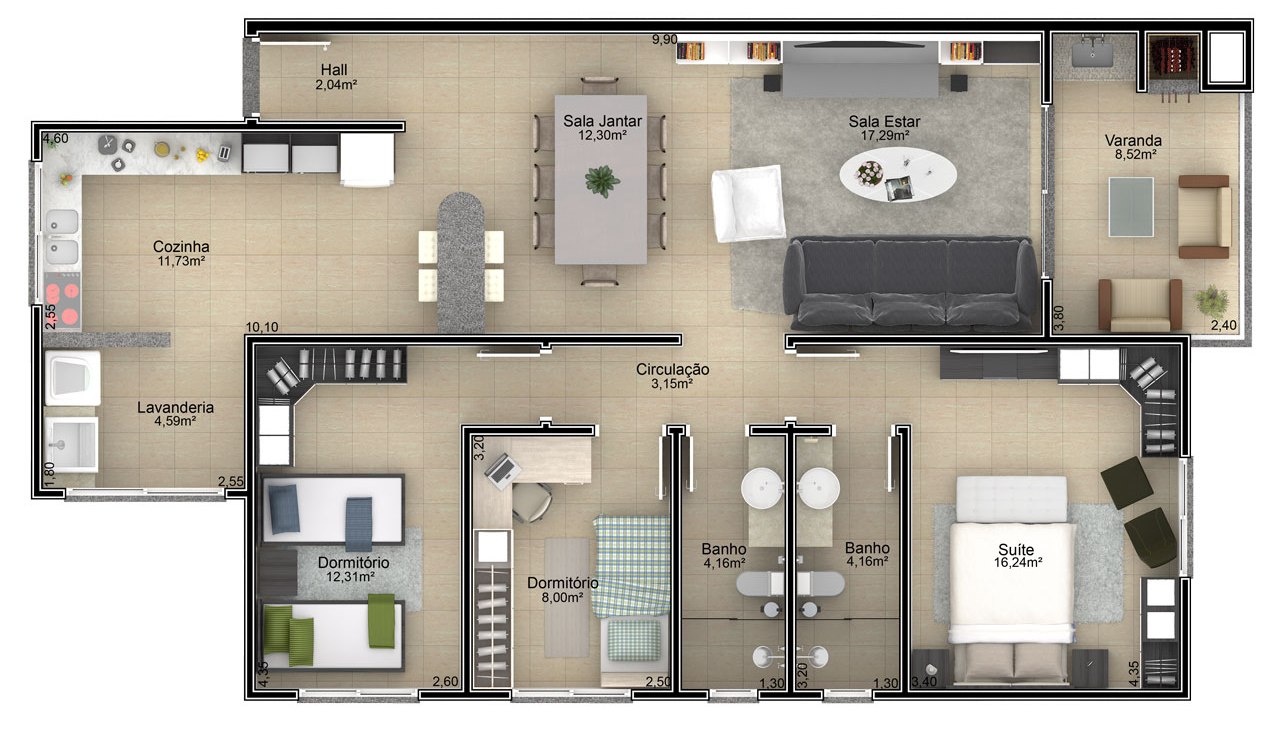 9,90
Hall
2,04m²
Sala Jantar
12,30m²
Sala Estar
17,29m²
Varanda
8,52m²
4,60
Cozinha
11,73m²
2,55
10,10
3,80
2,40
Circulação
3,15m²
Lavanderia
4,59m²
1,80
2,55
3,20
Dormitório
12,31m²
Dormitório
8,00m²
Banho
4,16m²
Banho
4,16m²
Suíte
16,24m²
4,35
2,60
2,50
1,30
3,20
1,30
3,40
4,35